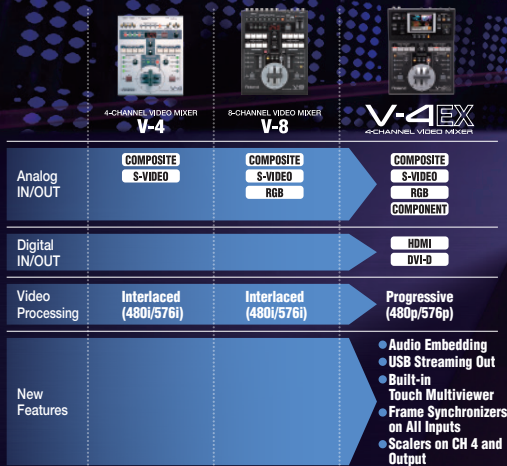 4-CHANNEL VIDEO MIXER
V-4
8-CHANNEL VIDEO MIXER
V-8
V-4EX
4-CHANNEL VIDEO MIXER
Analog
IN/OUT
COMPOSITE
S-VIDEO
COMPOSITE
S-VIDEO
RGB
COMPOSITE
S-VIDEO
RGB
COMPONENT
Digital
IN/OUT
HDMI
DVI-D
Video
Processing
Interlaced
(480i/576i)
Interlaced
(480i/576i)
Progressive
(480p/576p)
New
Features
Audio Embedding
USB Streaming Out
Built-in
Touch Multiviewer
Frame Synchronizers
on All Inputs
Scalers on CH 4 and
Output